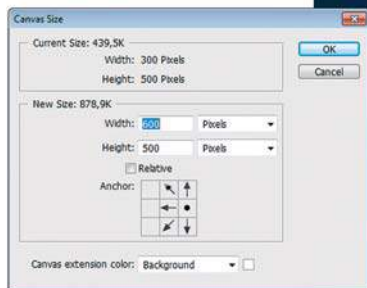 Canvas Size
Current Size: 439,5K
Width: 300 Pixels
Height: 500 Pixels
OK
Cancel
New Size: 878,9K
Width: 600 Pixels
Height: 500 Pixels
Relative
Anchor:
Canvas extension color: Background